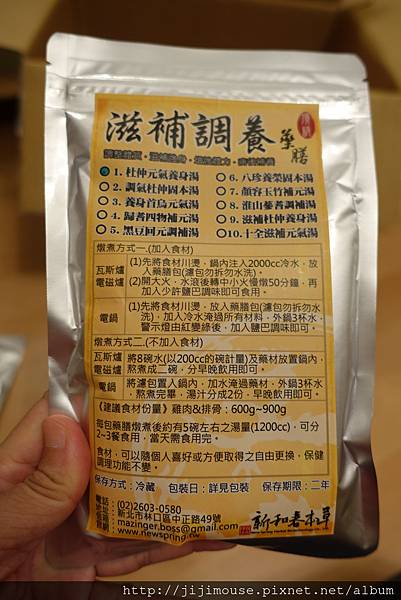 滋補調養 藥膳
1. 杜仲元氣養身湯
2. 調氣杜仲固本湯
3. 養身首烏元氣湯
4. 歸耆四物補元湯
5. 黑豆回元調補湯
6. 八珍養榮固本湯
7. 顏容玉竹補元湯
8. 淮山蔘耆調補湯
9. 滋補杜仲養身湯
10. 十全滋補元氣湯
燉煮方式一.(加入食材)
瓦斯爐
電磁爐
(1)先將食材川燙，鍋內注入2000cc冷水，放
入藥膳包(濾包勿拆勿水洗)。
(2)開大火，水滾後轉中小火慢燉50分鐘，再
加入少許鹽巴調味即可食用。
電鍋
(1)先將食材川燙，放入藥膳包(濾包勿拆勿水
洗)，加入冷水淹過所有材料，外鍋3杯水，
警示燈由紅變綠後，加入鹽巴調味即可。
燉煮方式二.(不加入食材)
瓦斯爐
電磁爐
將8碗水(以200cc的碗計量)及藥材放置鍋內，
熬煮成二碗，分早晚飲用即可。
電鍋
將濾包置入鍋內，加水淹過藥材，外鍋3杯水
，熬煮完畢，湯汁分成2份，早晚飲用即可。
《建議食材份量》雞肉&排骨：600g~900g
每包藥膳燉煮後約有5碗左右之湯量(1200cc)，可分
2~3餐食用，當天需食用完。
食材，可以隨個人喜好或方便取得之自由更換，保健
調理功能不變。
保存方式：冷藏 包裝日：詳見包裝 保存期限：二年
電話：(02)2603-0580
新北市林口區中正路49號
mazinger.boss@gmail.com
www.newspring.tw
新和春本草
http://jijimouse.pixnet.net/album